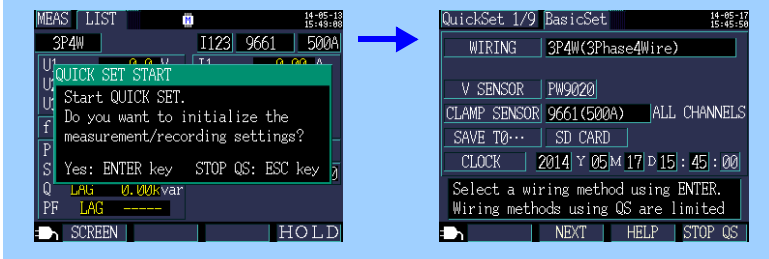 MEAS LIST 14-05-13
15:49:08
3P4W I123 9661 500A
QUICK SET START
Start QUICK SET.
Do you want to initialize the
measurement/recording settings?
Yes: ENTER key STOP QS: ESC key
Q LAG 0.00kvar
PF LAG -----
SCREEN HOLD
QuickSet 1/9 BasicSet 14-05-17
15:45:50
WIRING 3P4W(3Phase4Wire)
V SENSOR PW9020
CLAMP SENSOR 9661(500A) ALL CHANNELS
SAVE TO… SD CARD
CLOCK 2014 Y 05 M 17 D 15 : 45 : 00
Select a wiring method using ENTER.
Wiring methods using QS are limited
NEXT HELP STOP QS